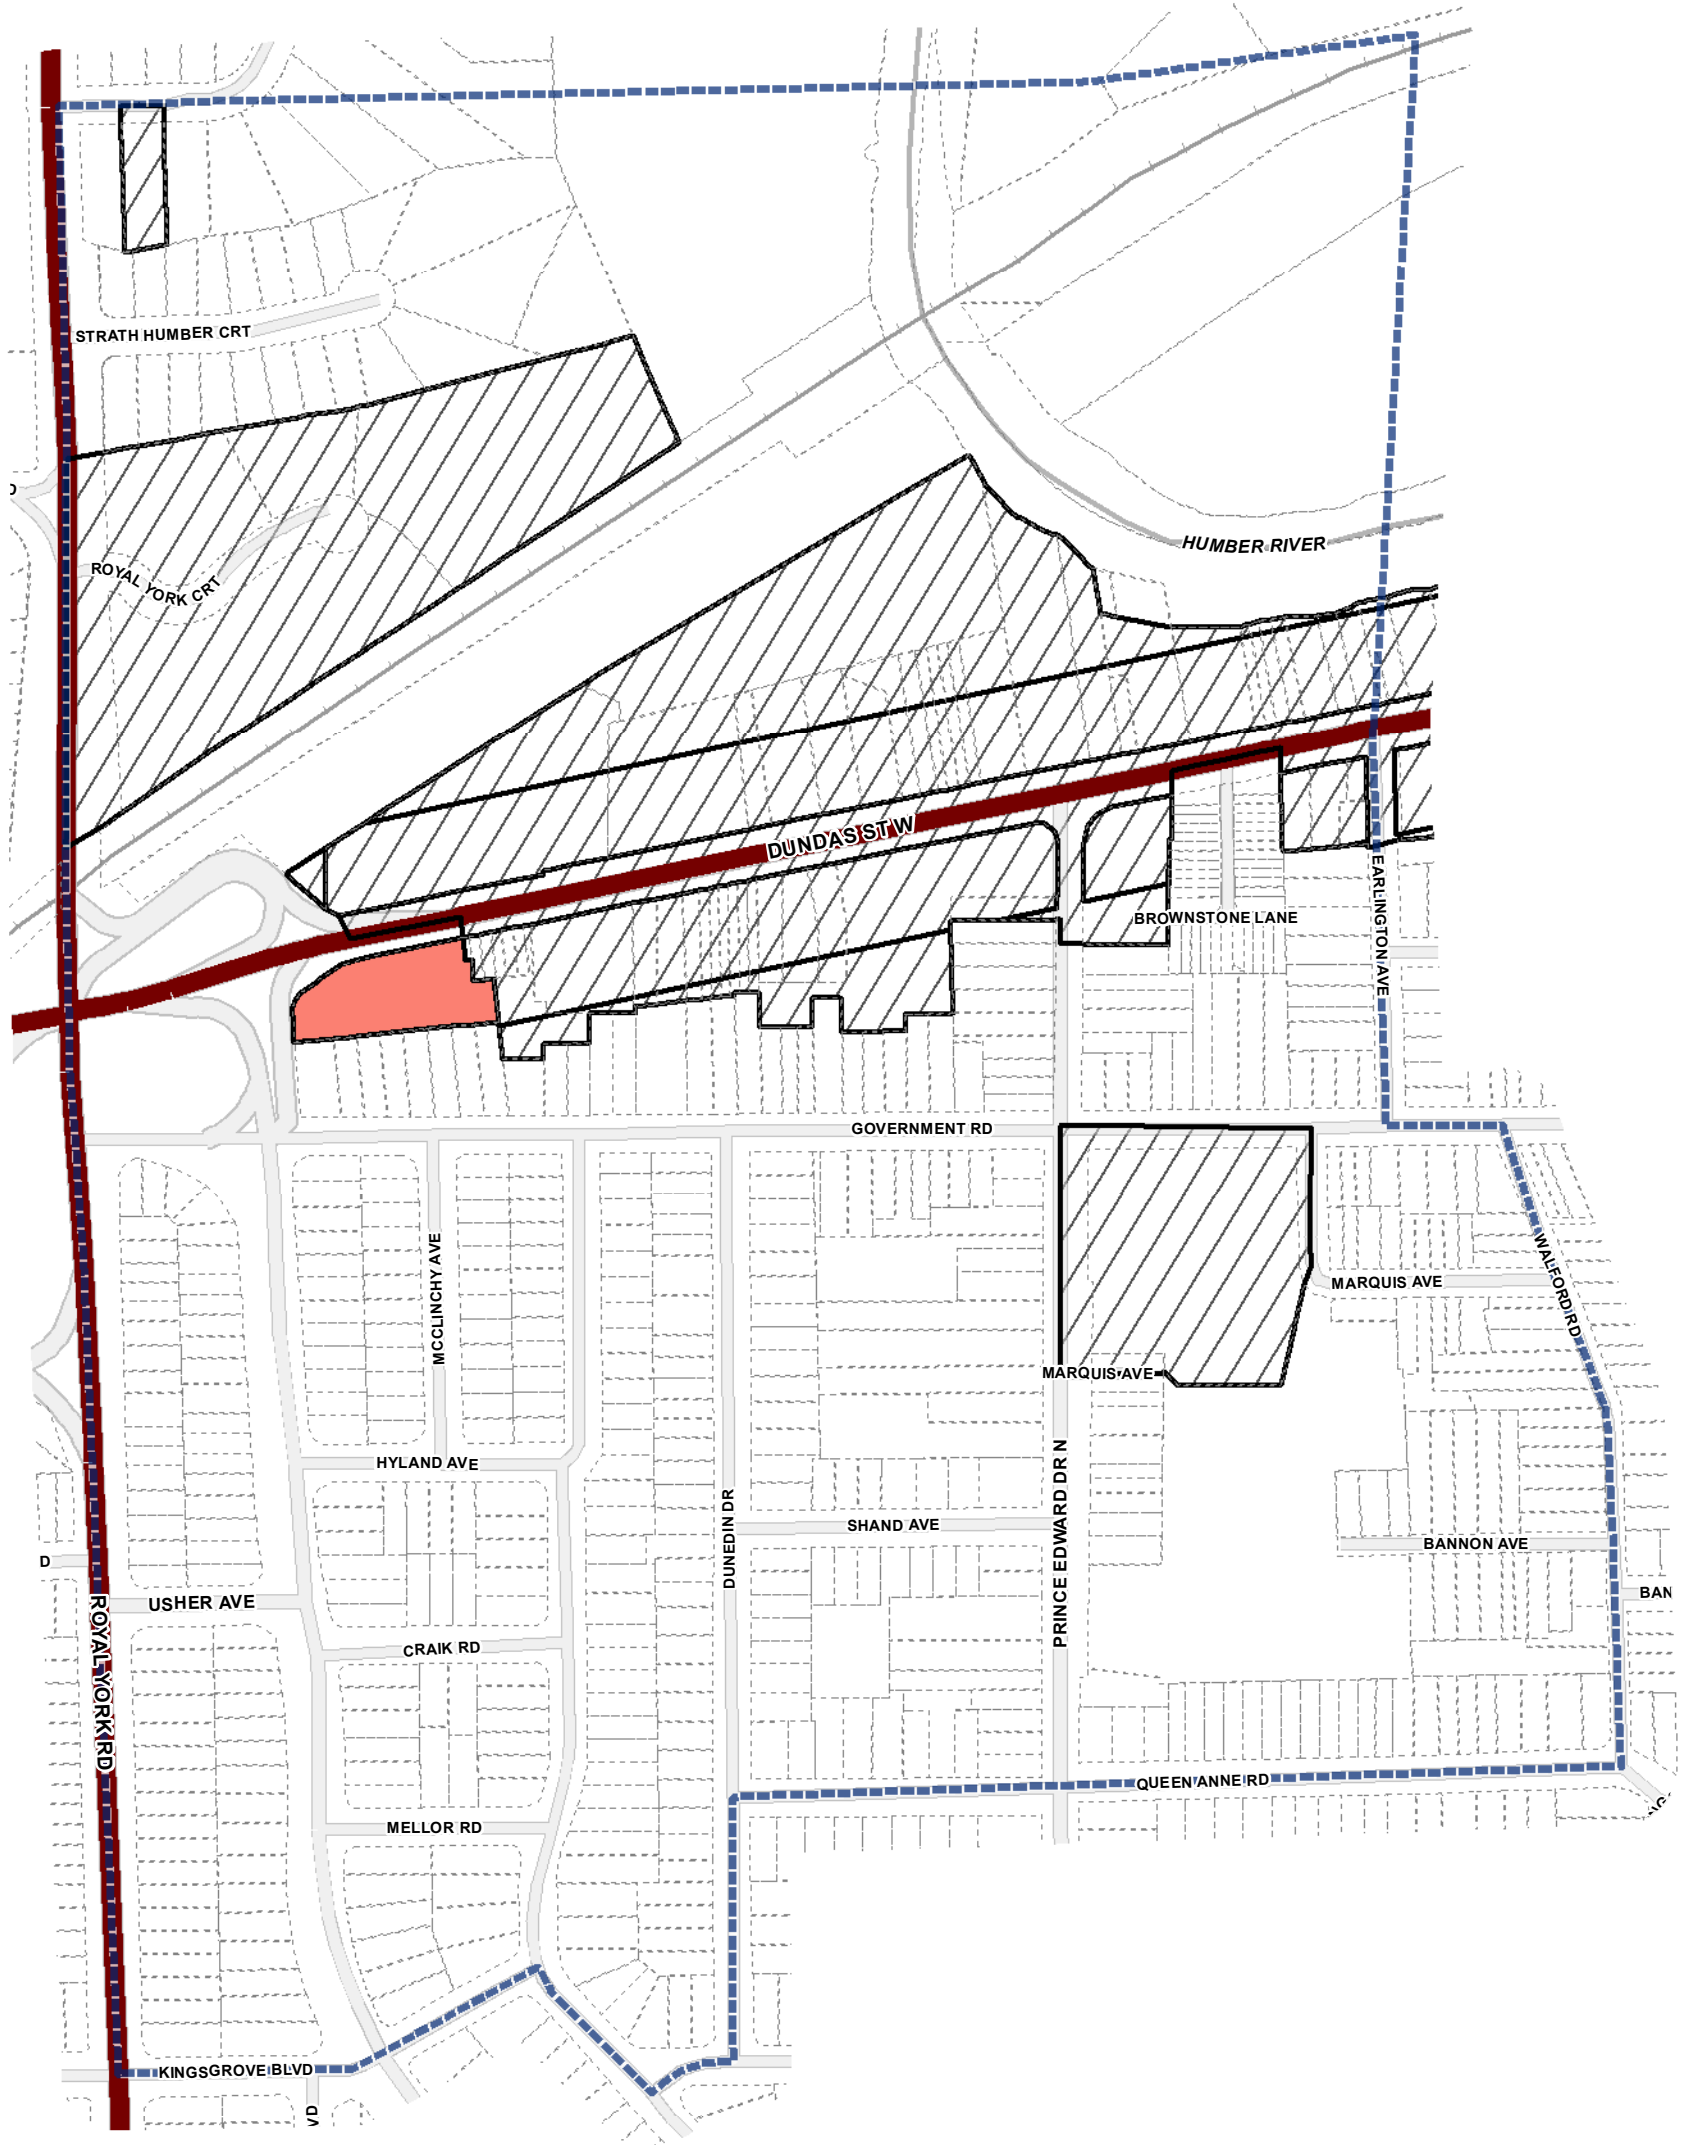 STRATH HUMBER CRT
D
HUMBER RIVER
ROYAL YORK CRT
DUNDAS ST W
BROWNSTONE LANE
EARLINGTON AVE
GOVERNMENT RD
MCCLINCHY AVE
WALFORD RD
MARQUIS AVE
MARQUIS AVE
HYLAND AVE
PRINCE EDWARD DR N
DUNEDIN DR
SHAND AVE
BANNON AVE
D
BAN
USHER AVE
ROYAL YORK RD
CRAIK RD
QUEEN ANNE RD
MELLOR RD
KINGSGROVE BLVD
VD